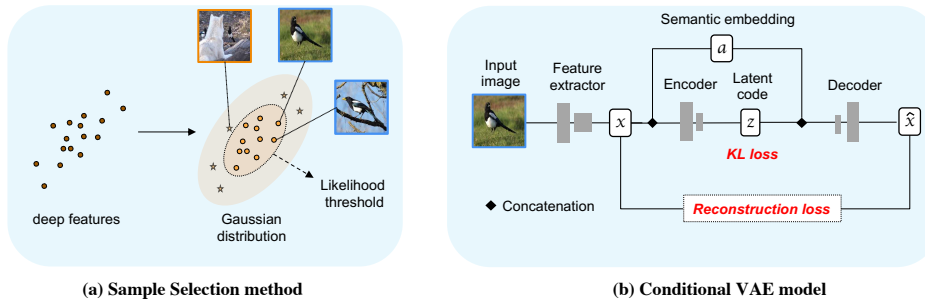 deep features
Gaussian
distribution
Likelihood
threshold
(a) Sample Selection method
Semantic embedding
a
Input
image
Feature
extractor
Encoder
Latent
code
Decoder
x
z
x̂
KL loss
Concatenation
Reconstruction loss
(b) Conditional VAE model